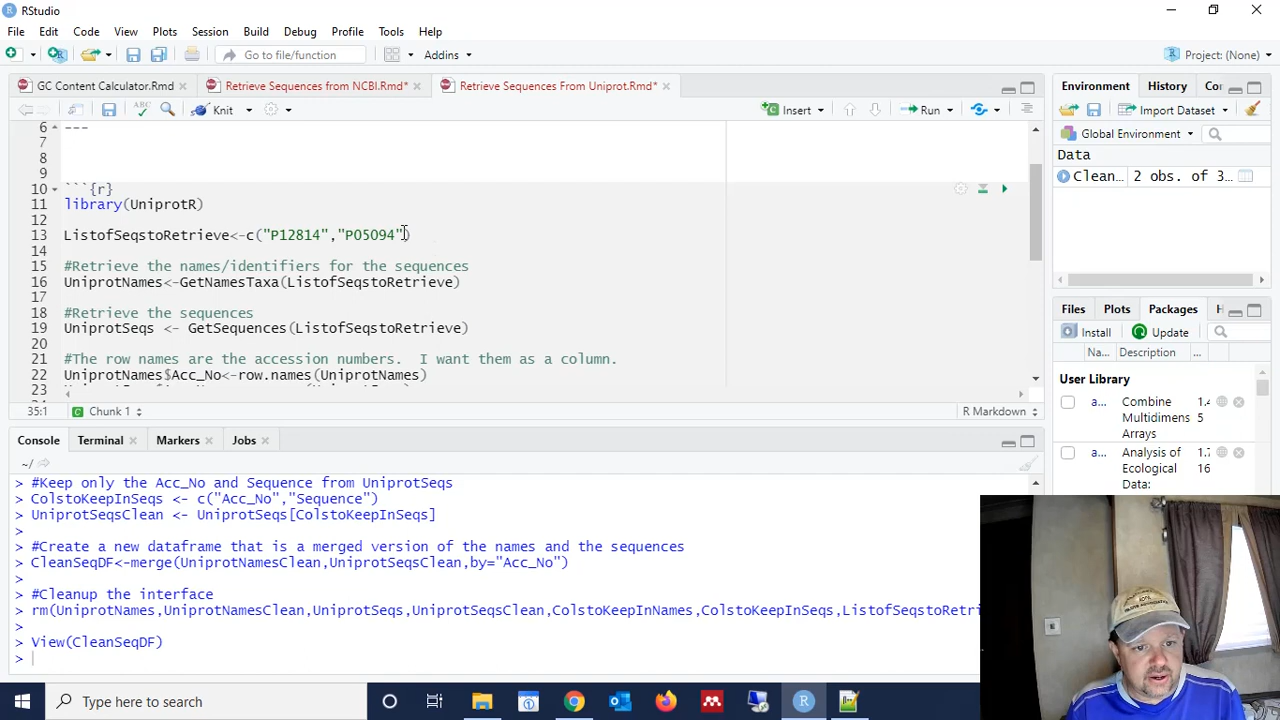 RStudio
File Edit Code View Plots Session Build Debug Profile Tools Help
Go to file/function Addins Project: (None)
GC Content Calculator.Rmd Retrieve Sequences from NCBI.Rmd* Retrieve Sequences From Uniprot.Rmd*
Knit Insert Run
6 ---
7
8
9
10 ```{r}
11 library(UniprotR)
12
13 ListofSeqstoRetrieve<-c("P12814","P05094")
14
15 #Retrieve the names/identifiers for the sequences
16 UniprotNames<-GetNamesTaxa(ListofSeqstoRetrieve)
17
18 #Retrieve the sequences
19 UniprotSeqs <- GetSequences(ListofSeqstoRetrieve)
20
21 #The row names are the accession numbers.  I want them as a column.
22 UniprotNames$Acc_No<-row.names(UniprotNames)
23
35:1 Chunk 1 R Markdown
Console Terminal Markers Jobs
~/
> #Keep only the Acc_No and Sequence from UniprotSeqs
> ColstoKeepInSeqs <- c("Acc_No","Sequence")
> UniprotSeqsClean <- UniprotSeqs[ColstoKeepInSeqs]
>
> #Create a new dataframe that is a merged version of the names and the sequences
> CleanSeqDF<-merge(UniprotNamesClean,UniprotSeqsClean,by="Acc_No")
>
> #Cleanup the interface
> rm(UniprotNames,UniprotNamesClean,UniprotSeqs,UniprotSeqsClean,ColstoKeepInNames,ColstoKeepInSeqs,ListofSeqstoRetri
>
> View(CleanSeqDF)
>
Environment History Cor
Import Dataset
Global Environment
Data
Clean... 2 obs. of 3...
Files Plots Packages H
Install Update
Na... Description ...
User Library
a... Combine Multidimens Arrays 1.4 5
a... Analysis of Ecological Data: 1.7 16
Type here to search